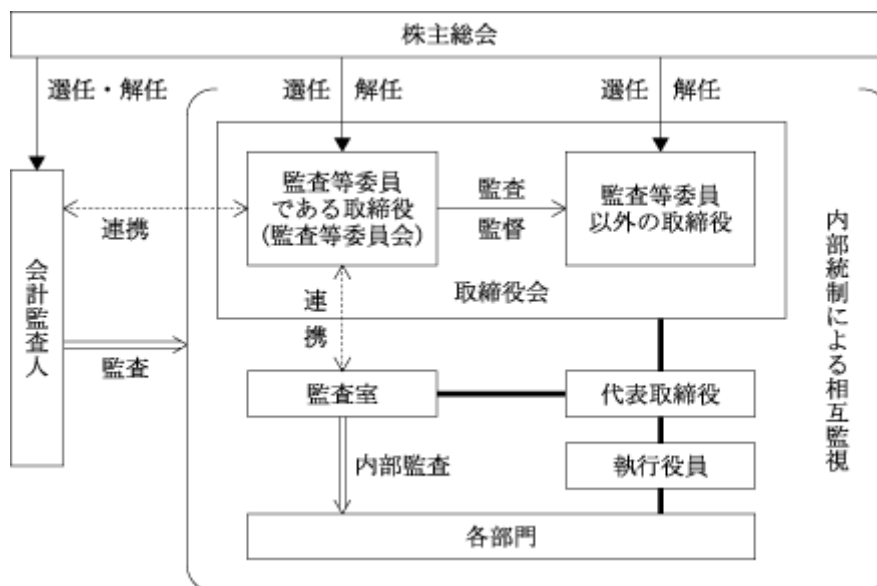 株主総会
選任・解任
選任 解任
選任 解任
監査等委員
である取締役
(監査等委員会)
監査
監督
監査等委員
以外の取締役
連携
取締役会
連
携
会計監査人
監査
監査室
代表取締役
内部監査
執行役員
各部門
内部統制による相互監視